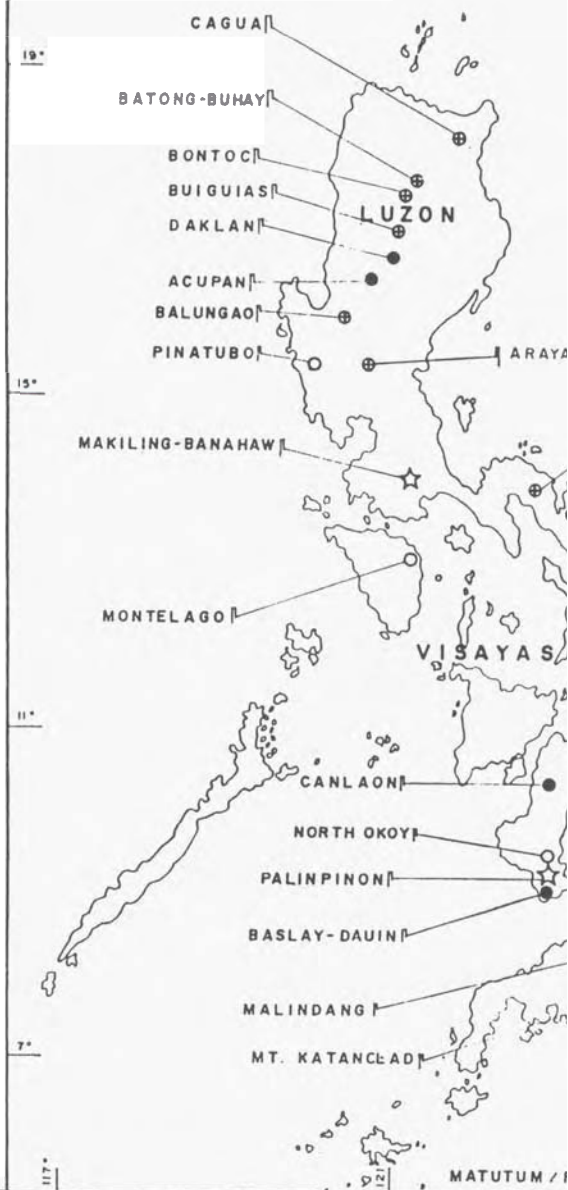 CAGUA
19°
BATONG-BUHAY
BONTOC
BUIGUIAS
LUZON
DAKLAN
ACUPAN
BALUNGAO
PINATUBO
ARAYA
15°
MAKILING-BANAHAW
MONTELAGO
VISAYAS
11°
CANLAON
NORTH OKOY
PALINPINON
BASLAY-DAUIN
MALINDANG
7°
MT. KATANCLAD
117°
121
MATUTUM /